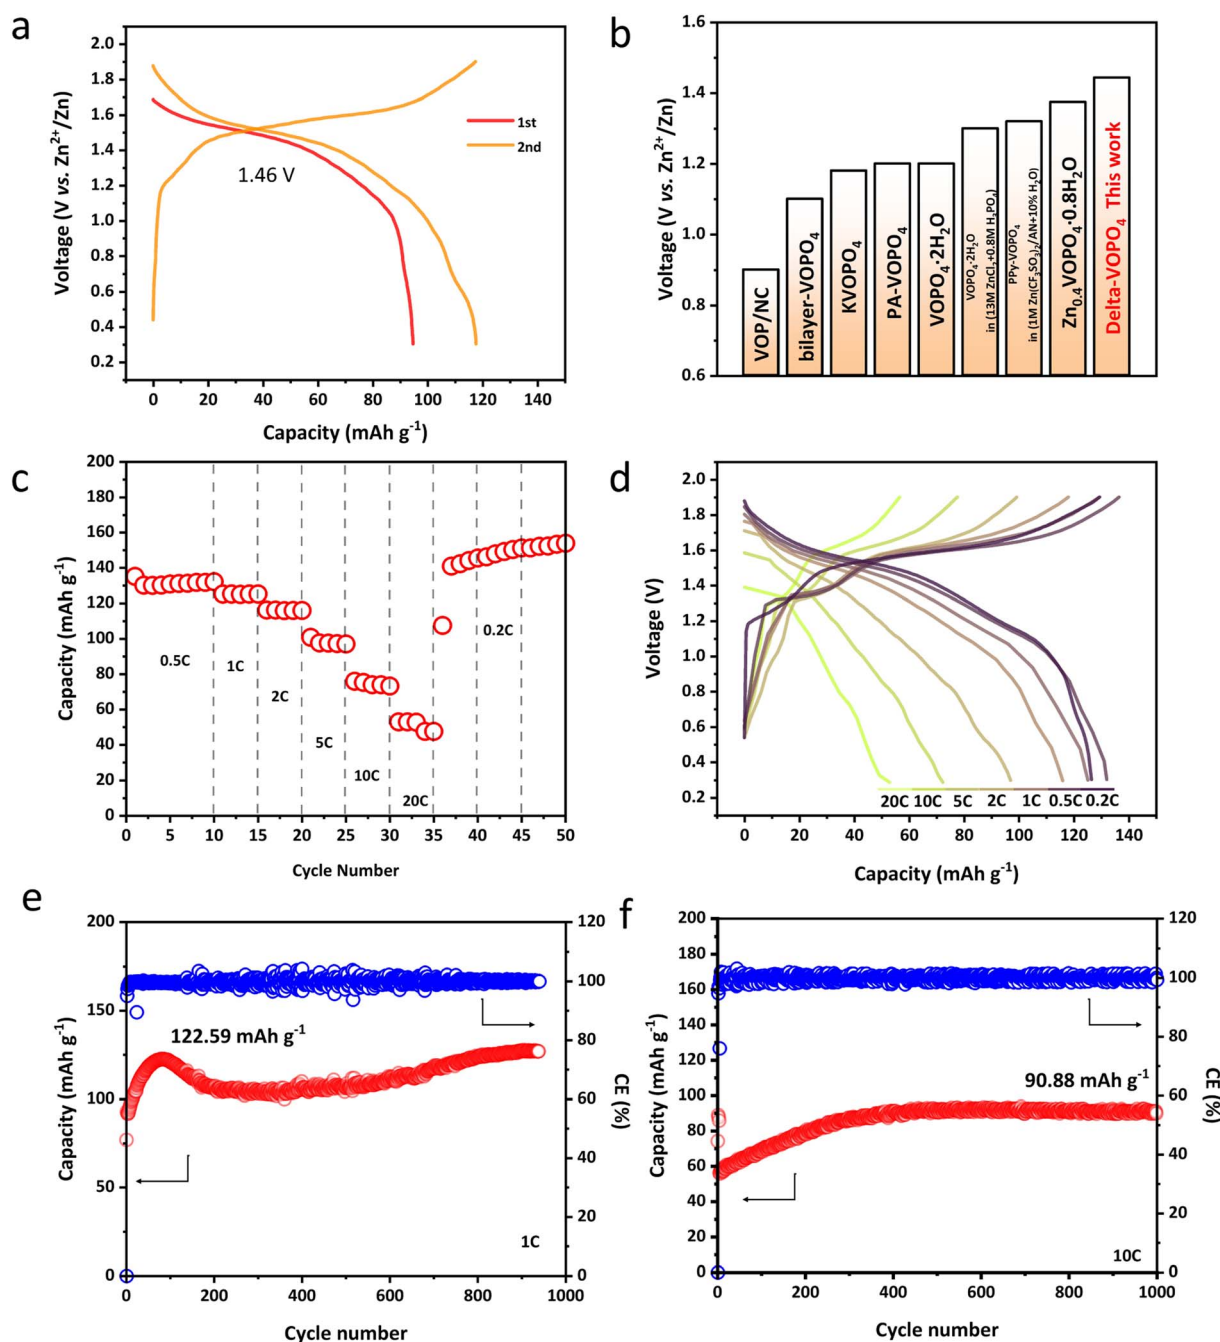 a
2.0
1.8
1.6
1.4
1.2
1.0
0.8
0.6
0.4
0.2
Voltage (V vs. Zn²⁺/Zn)
1st
2nd
1.46 V
0 20 40 60 80 100 120 140
Capacity (mAh g⁻¹)
b
1.6
1.4
1.2
1.0
0.8
0.6
Voltage (V vs. Zn²⁺/Zn)
VOP/NC
bilayer-VOPO₄
KVOPO₄
PA-VOPO₄
VOPO₄·2H₂O
VOPO₄·2H₂O
in (13M ZnCl₂+0.8M H₃PO₄)
PPy-VOPO₄
in (1M Zn(CF₃SO₃)₂/AN+10% H₂O)
Zn₀.₄VOPO₄·0.8H₂O
Delta-VOPO₄ This work
c
200
180
160
140
120
100
80
60
40
20
0
Capacity (mAh g⁻¹)
0.5C
1C
2C
5C
10C
20C
0.2C
0 5 10 15 20 25 30 35 40 45 50
Cycle Number
d
2.0
1.8
1.6
1.4
1.2
1.0
0.8
0.6
0.4
0.2
Voltage (V)
20C 10C 5C 2C 1C 0.5C 0.2C
0 20 40 60 80 100 120 140
Capacity (mAh g⁻¹)
e
200
175
150
125
100
75
50
25
0
Capacity (mAh g⁻¹)
122.59 mAh g⁻¹
1C
120
100
80
60
40
20
0
CE (%)
0 200 400 600 800 1000
Cycle number
f
200
180
160
140
120
100
80
60
40
20
0
Capacity (mAh g⁻¹)
90.88 mAh g⁻¹
10C
120
100
80
60
40
20
0
CE (%)
0 200 400 600 800 1000
Cycle number